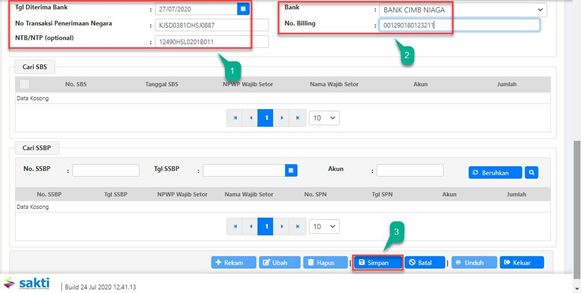 Tgl Diterima Bank : 27/07/2020 Bank : BANK CIMB NIAGA
No Transaksi Penerimaan Negara : KJSD0381OHSJ0887 No. Billing : 001290180123211
NTB/NTP (optional) : 12490HSL0201B011
1
2
Cari SBS
No. SBS Tanggal SBS NPWP Wajib Setor Nama Wajib Setor Akun Jumlah
Data Kosong
1 10
Cari SSBP
No. SSBP : Tgl SSBP : Akun : Bersihkan
No. SSBP Tgl SSBP NPWP Wajib Setor Nama Wajib Setor No. SPN Tgl SPN Akun Jumlah
Data Kosong
1 10
3
Rekam Ubah Hapus | Simpan Batal | Unduh Keluar
sakti | Build 24 Jul 2020 12.41.13